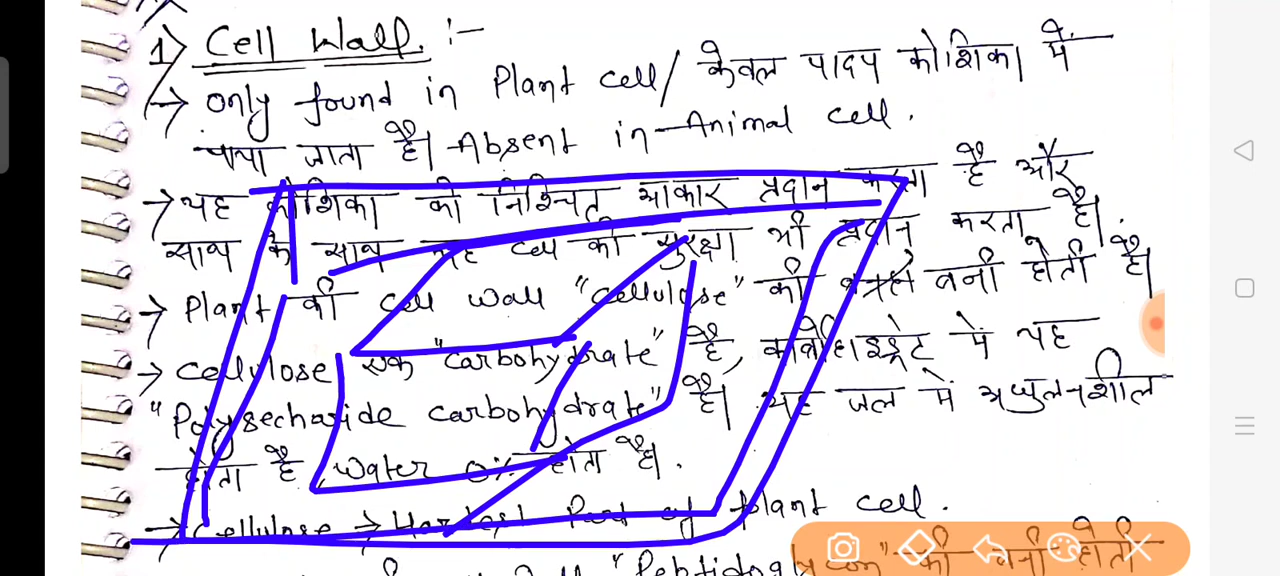 1) Cell Wall :-
→ only found in Plant cell / केवल पादप कोशिका में
पाया जाता है। Absent in Animal cell.
→ यह कोशिका को निश्चित आकार प्रदान करता है और
साथ के साथ यह cell को सुरक्षा भी प्रदान करता है।
→ Plant की cell wall "cellulose" की बनी होती है।
→ Cellulose एक "carbohydrate" है, कार्बोहाइड्रेट में यह
"Polysecharide carbohydrate" है। यह जल में अघुलनशील
होता है, water 0% होता है।
→ Cellulose → Hardest Part of plant cell.
की बनी होती